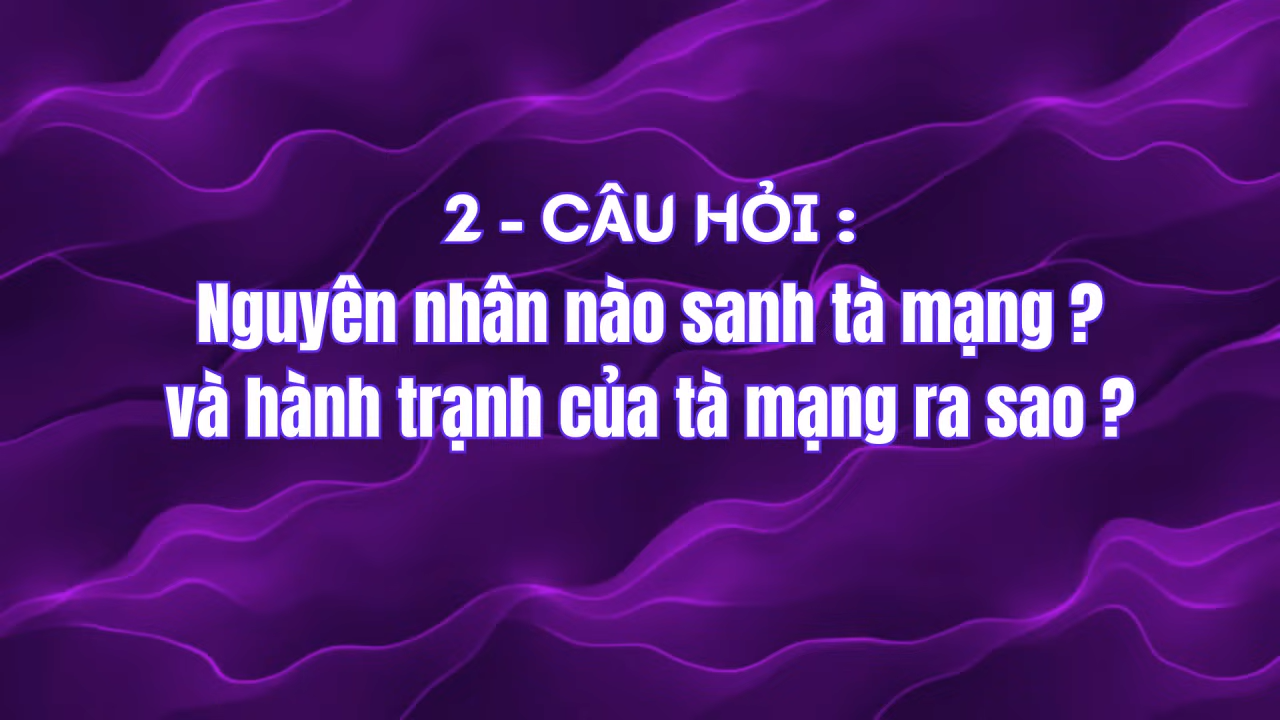 2 - CÂU HỎI :
Nguyên nhân nào sanh tà mạng ?
và hành trạnh của tà mạng ra sao ?